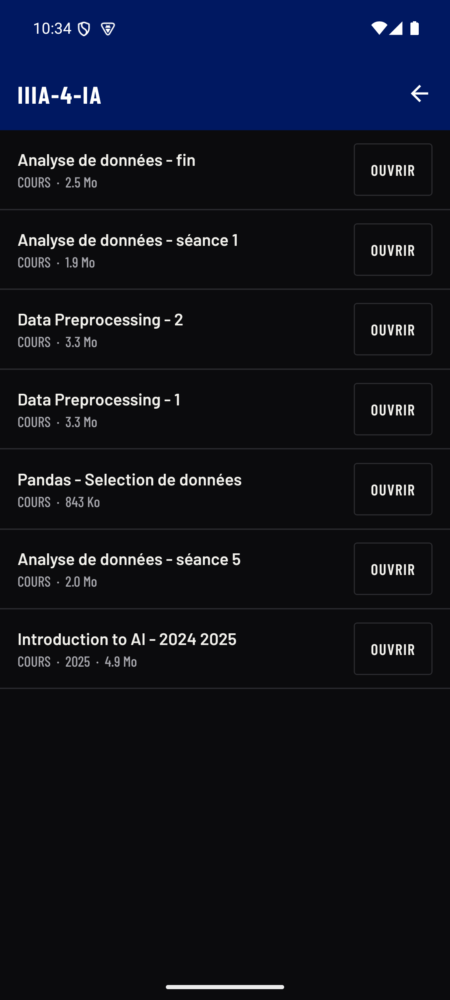 10:34
IIIA-4-IA
Analyse de données - fin
COURS · 2.5 Mo
OUVRIR
Analyse de données - séance 1
COURS · 1.9 Mo
OUVRIR
Data Preprocessing - 2
COURS · 3.3 Mo
OUVRIR
Data Preprocessing - 1
COURS · 3.3 Mo
OUVRIR
Pandas - Selection de données
COURS · 843 Ko
OUVRIR
Analyse de données - séance 5
COURS · 2.0 Mo
OUVRIR
Introduction to AI - 2024 2025
COURS · 2025 · 4.9 Mo
OUVRIR